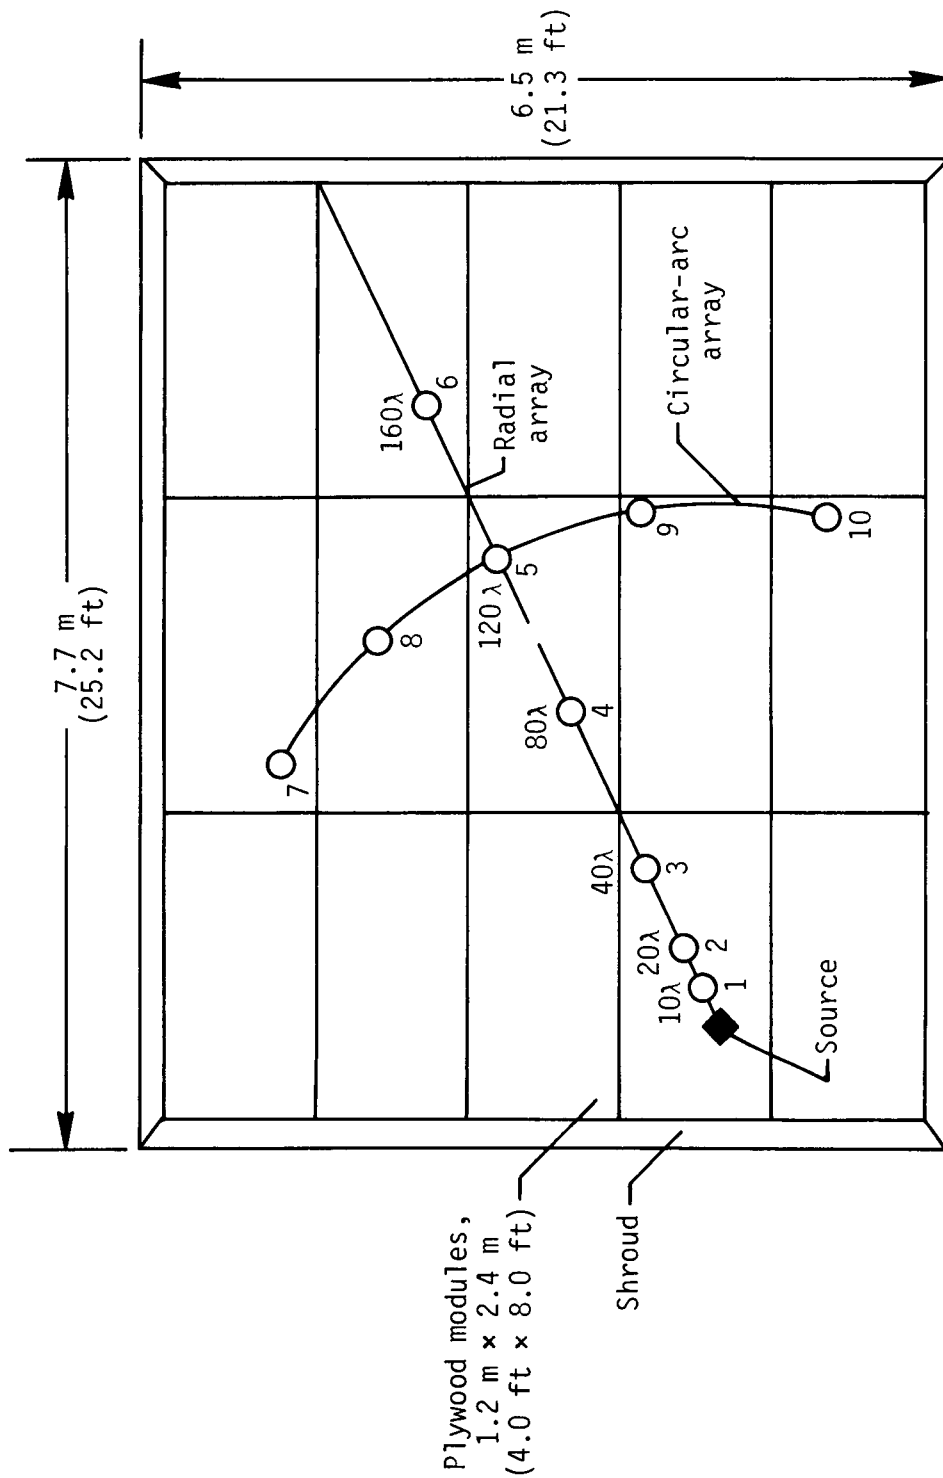 7.7 m
(25.2 ft)
6.5 m
(21.3 ft)
7
8
160λ
6
Radial
array
120λ
5
Circular-arc
array
9
10
80λ
4
40λ
3
20λ
2
10λ
1
Source
Plywood modules,
1.2 m × 2.4 m
(4.0 ft × 8.0 ft)
Shroud